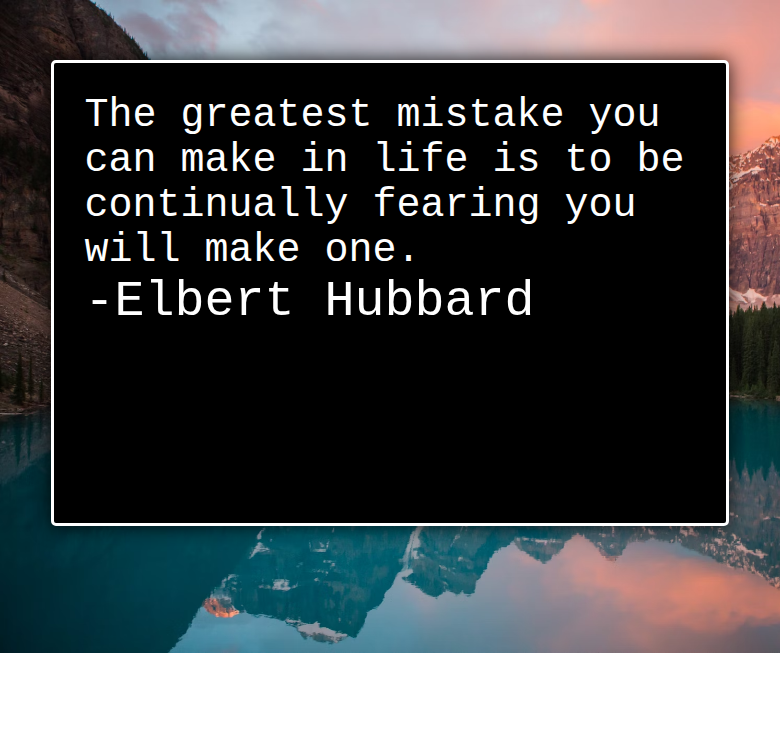 The greatest mistake you
can make in life is to be
continually fearing you
will make one.
-Elbert Hubbard